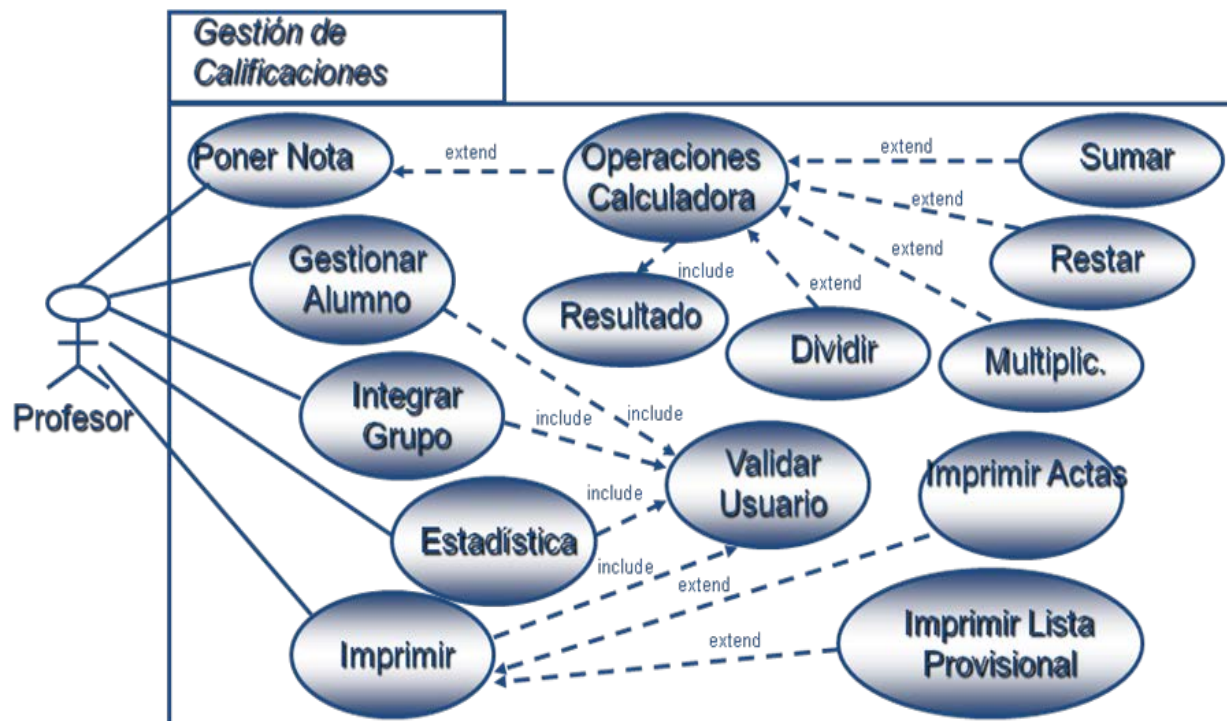 Gestión de
Calificaciones
Poner Nota
extend
Operaciones
Calculadora
extend
Sumar
extend
Restar
extend
Multiplic.
extend
Dividir
include
Resultado
Gestionar
Alumno
include
Integrar
Grupo
include
Profesor
Validar
Usuario
Estadística
include
Imprimir
include
extend
Imprimir Actas
extend
Imprimir Lista
Provisional